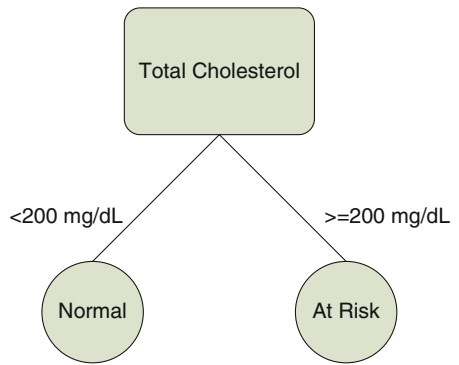 Total Cholesterol
<200 mg/dL
>=200 mg/dL
Normal
At Risk